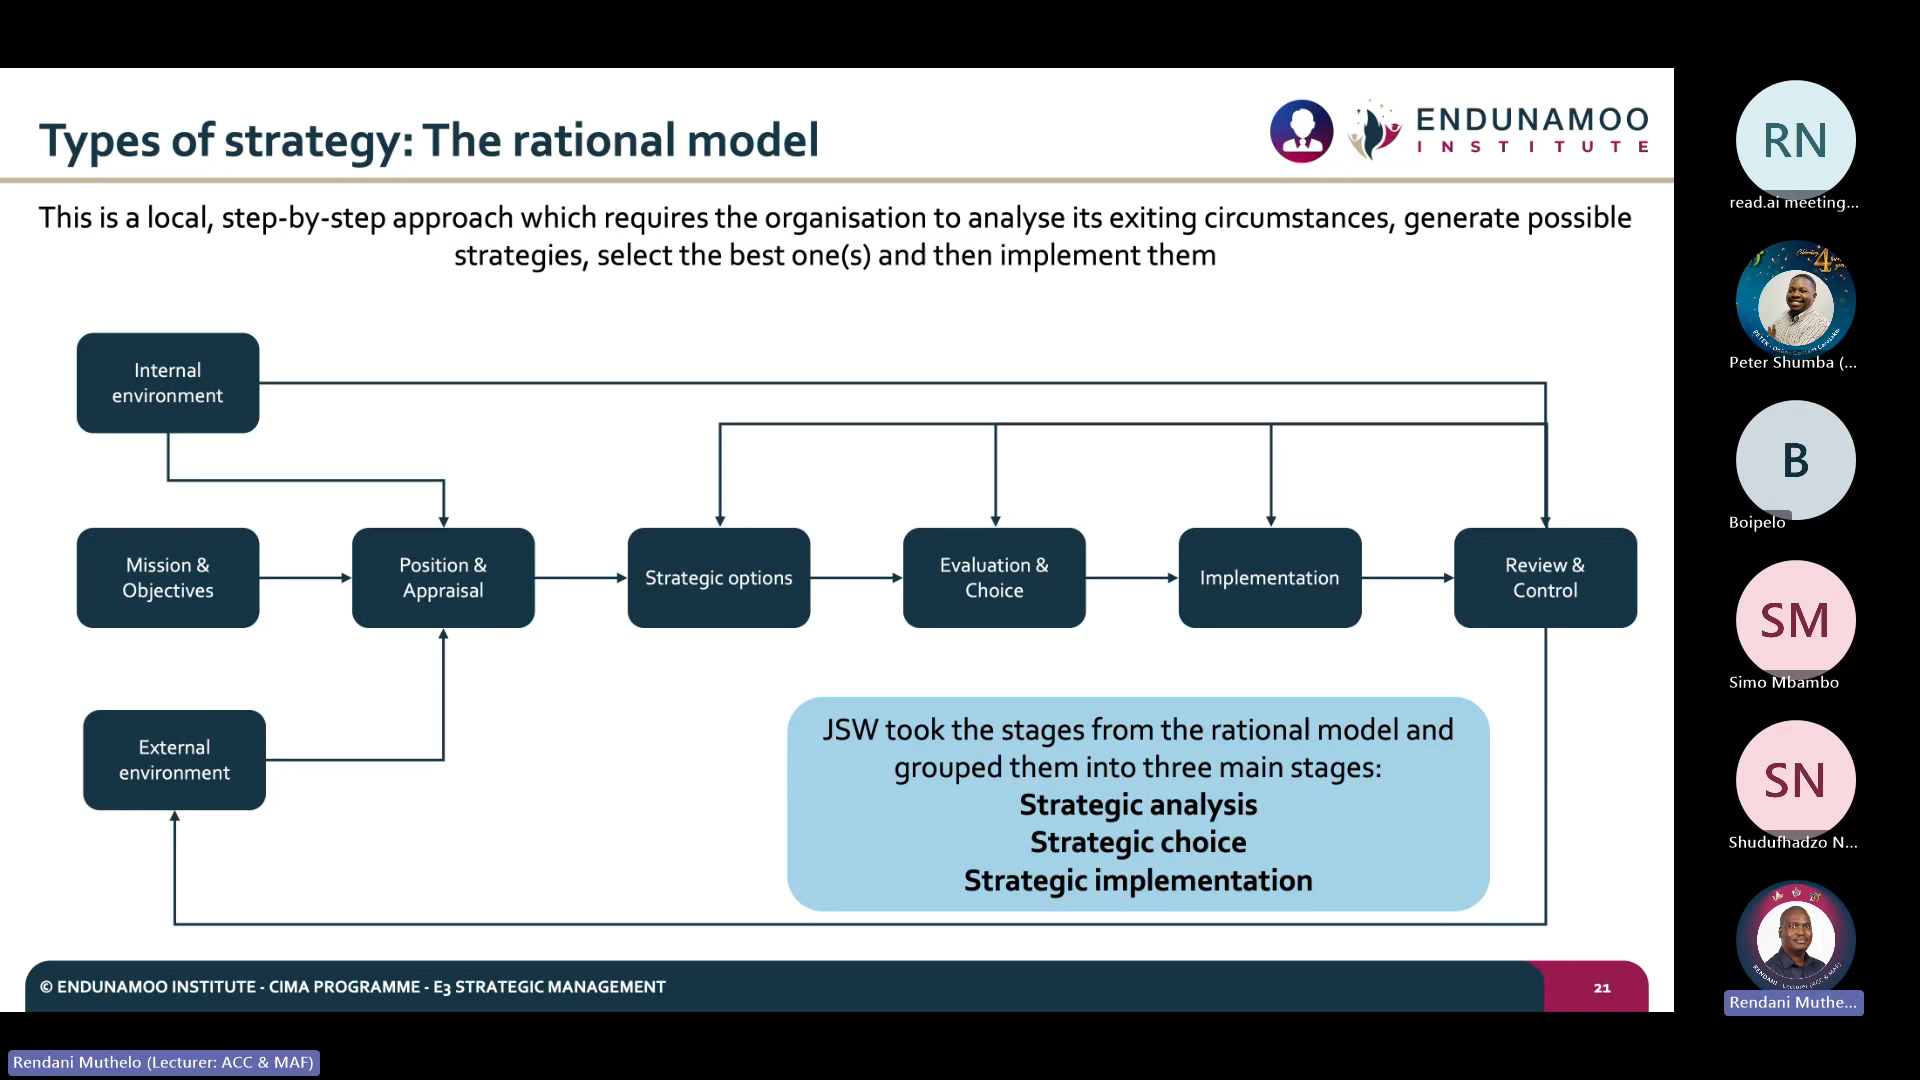 Types of strategy: The rational model
ENDUNAMOO
INSTITUTE
This is a local, step-by-step approach which requires the organisation to analyse its exiting circumstances, generate possible
strategies, select the best one(s) and then implement them
Internal
environment
Mission &
Objectives
Position &
Appraisal
Strategic options
Evaluation &
Choice
Implementation
Review &
Control
External
environment
JSW took the stages from the rational model and
grouped them into three main stages:
Strategic analysis
Strategic choice
Strategic implementation
© ENDUNAMOO INSTITUTE - CIMA PROGRAMME - E3 STRATEGIC MANAGEMENT
21
RN
read.ai meeting...
Peter Shumba (...
B
Boipelo
SM
Simo Mbambo
SN
Shudufhadzo N...
Rendani Muthe...
Rendani Muthelo (Lecturer: ACC & MAF)